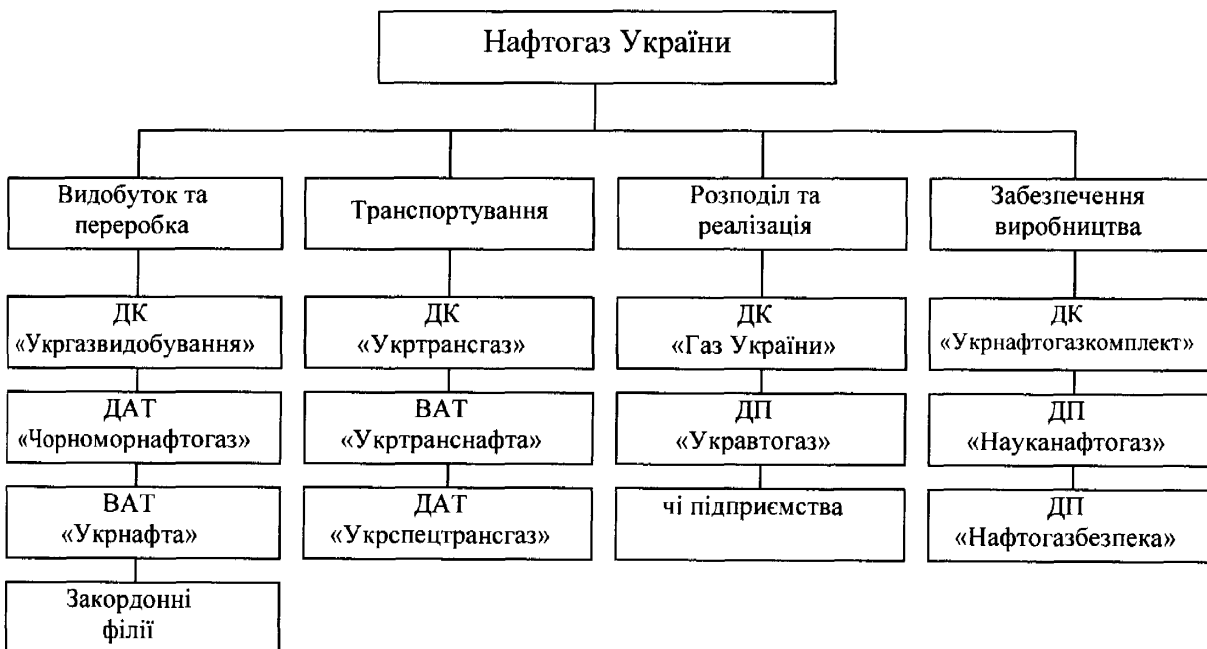 Нафтогаз України
Видобуток та
переробка
Транспортування
Розподіл та
реалізація
Забезпечення
виробництва
ДК
«Укргазвидобування»
ДК
«Укртрансгаз»
ДК
«Газ України»
ДК
«Укрнафтогазкомплект»
ДАТ
«Чорноморнафтогаз»
ВАТ
«Укртранснафта»
ДП
«Укравтогаз»
ДП
«Науканафтогаз»
ВАТ
«Укрнафта»
ДАТ
«Укрспецтрансгаз»
чі підприємства
ДП
«Нафтогазбезпека»
Закордонні
філії